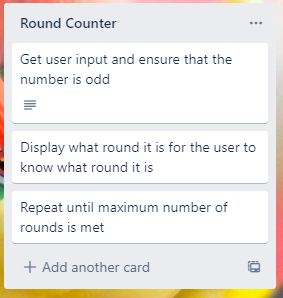 Round Counter
Get user input and ensure that the
number is odd
Display what round it is for the user to
know what round it is
Repeat until maximum number of
rounds is met
+ Add another card